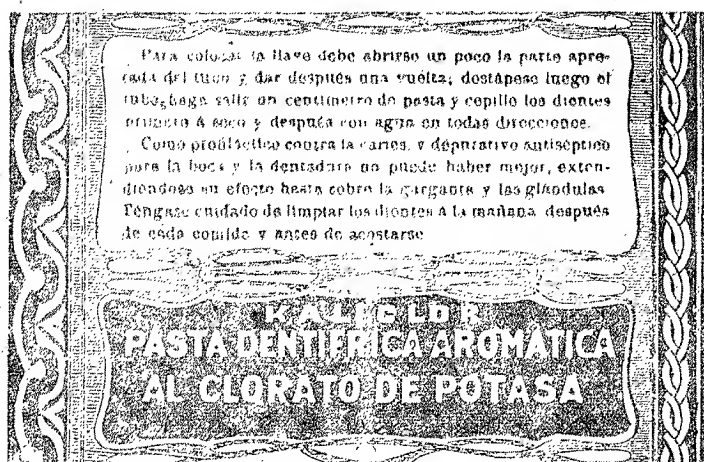 Para colocar la llave debe abrirse un poco la parte apre-
tada del tubo y dar después una vuelta; destápese luego el
tubo, haga salir un centímetro de pasta y cepille los dientes
primero á seco y después con agua en todas direcciones.
Como profiláctico contra la caries, y depurativo antiséptico
para la boca y la dentadura no puede haber mejor, exten-
diéndose su efecto hasta sobre la garganta y las glándulas
Téngase cuidado de limpiar los dientes á la mañana después
de cada comida y antes de acostarse
KALIFLOR
PASTA DENTIFRICA AROMATICA
AL CLORATO DE POTASA